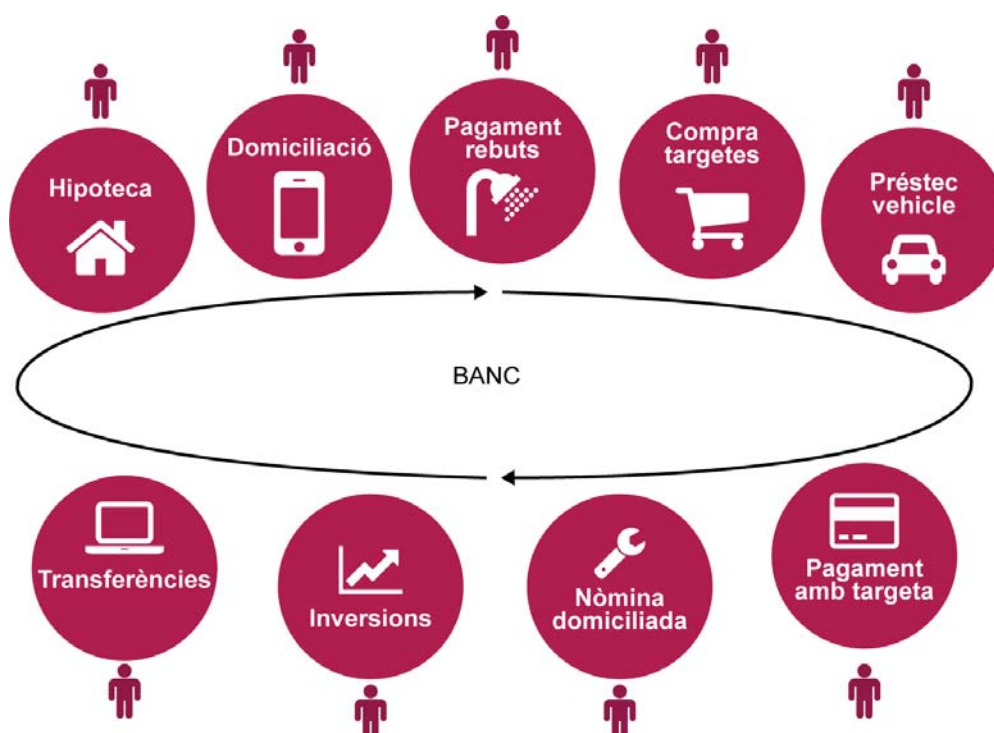 Hipoteca
Domiciliació
Pagament
rebuts
Compra
targetes
Préstec
vehicle
BANC
Transferències
Inversions
Nòmina
domiciliada
Pagament
amb targeta